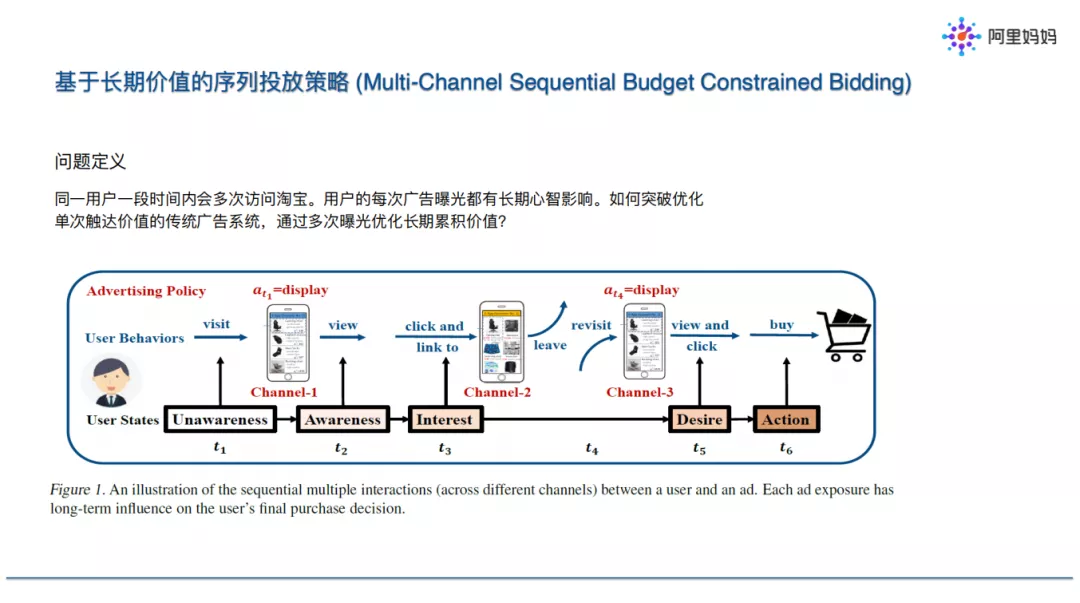 阿里妈妈
基于长期价值的序列投放策略 (Multi-Channel Sequential Budget Constrained Bidding)
问题定义
同一用户一段时间内会多次访问淘宝。用户的每次广告曝光都有长期心智影响。如何突破优化
单次触达价值的传统广告系统，通过多次曝光优化长期累积价值?
Advertising Policy
a_{t_1}=display
a_{t_4}=display
User Behaviors
visit
view
click and
link to
leave
revisit
view and
click
buy
Channel-1
Channel-2
Channel-3
User States
Unawareness
Awareness
Interest
Desire
Action
t_1
t_2
t_3
t_4
t_5
t_6
Figure 1. An illustration of the sequential multiple interactions (across different channels) between a user and an ad. Each ad exposure has
long-term influence on the user's final purchase decision.